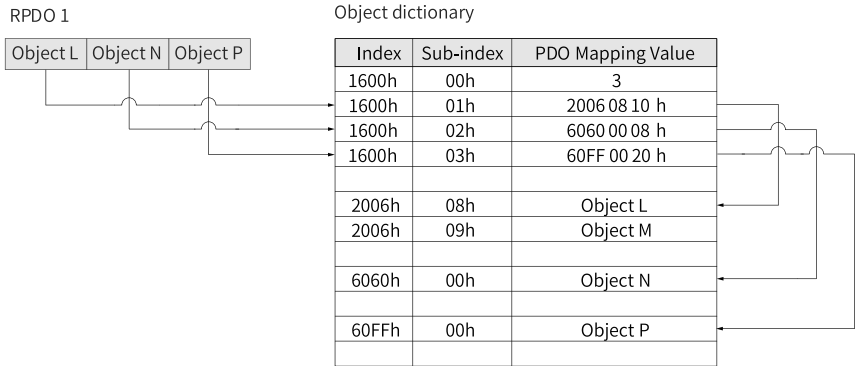 RPDO 1
Object dictionary
Object L Object N Object P
Index Sub-index PDO Mapping Value
1600h 00h 3
1600h 01h 2006 08 10 h
1600h 02h 6060 00 08 h
1600h 03h 60FF 00 20 h
2006h 08h Object L
2006h 09h Object M
6060h 00h Object N
60FFh 00h Object P